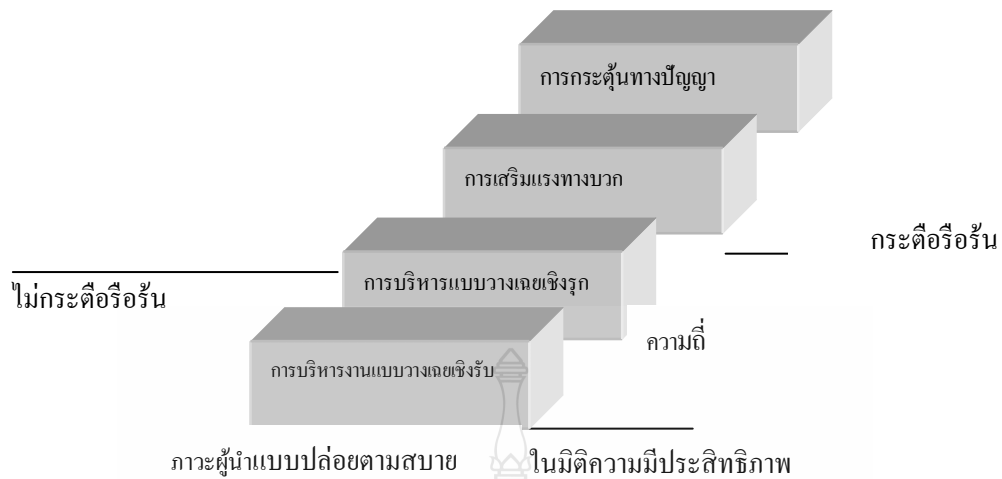 การกระตุ้นทางปัญญา
การเสริมแรงทางบวก
กระตือรือร้น
การบริหารแบบวางเฉยเชิงรุก
ไม่กระตือรือร้น
ความถี่
การบริหารงานแบบวางเฉยเชิงรับ
ภาวะผู้นำแบบปล่อยตามสบาย
ในมิติความมีประสิทธิภาพ